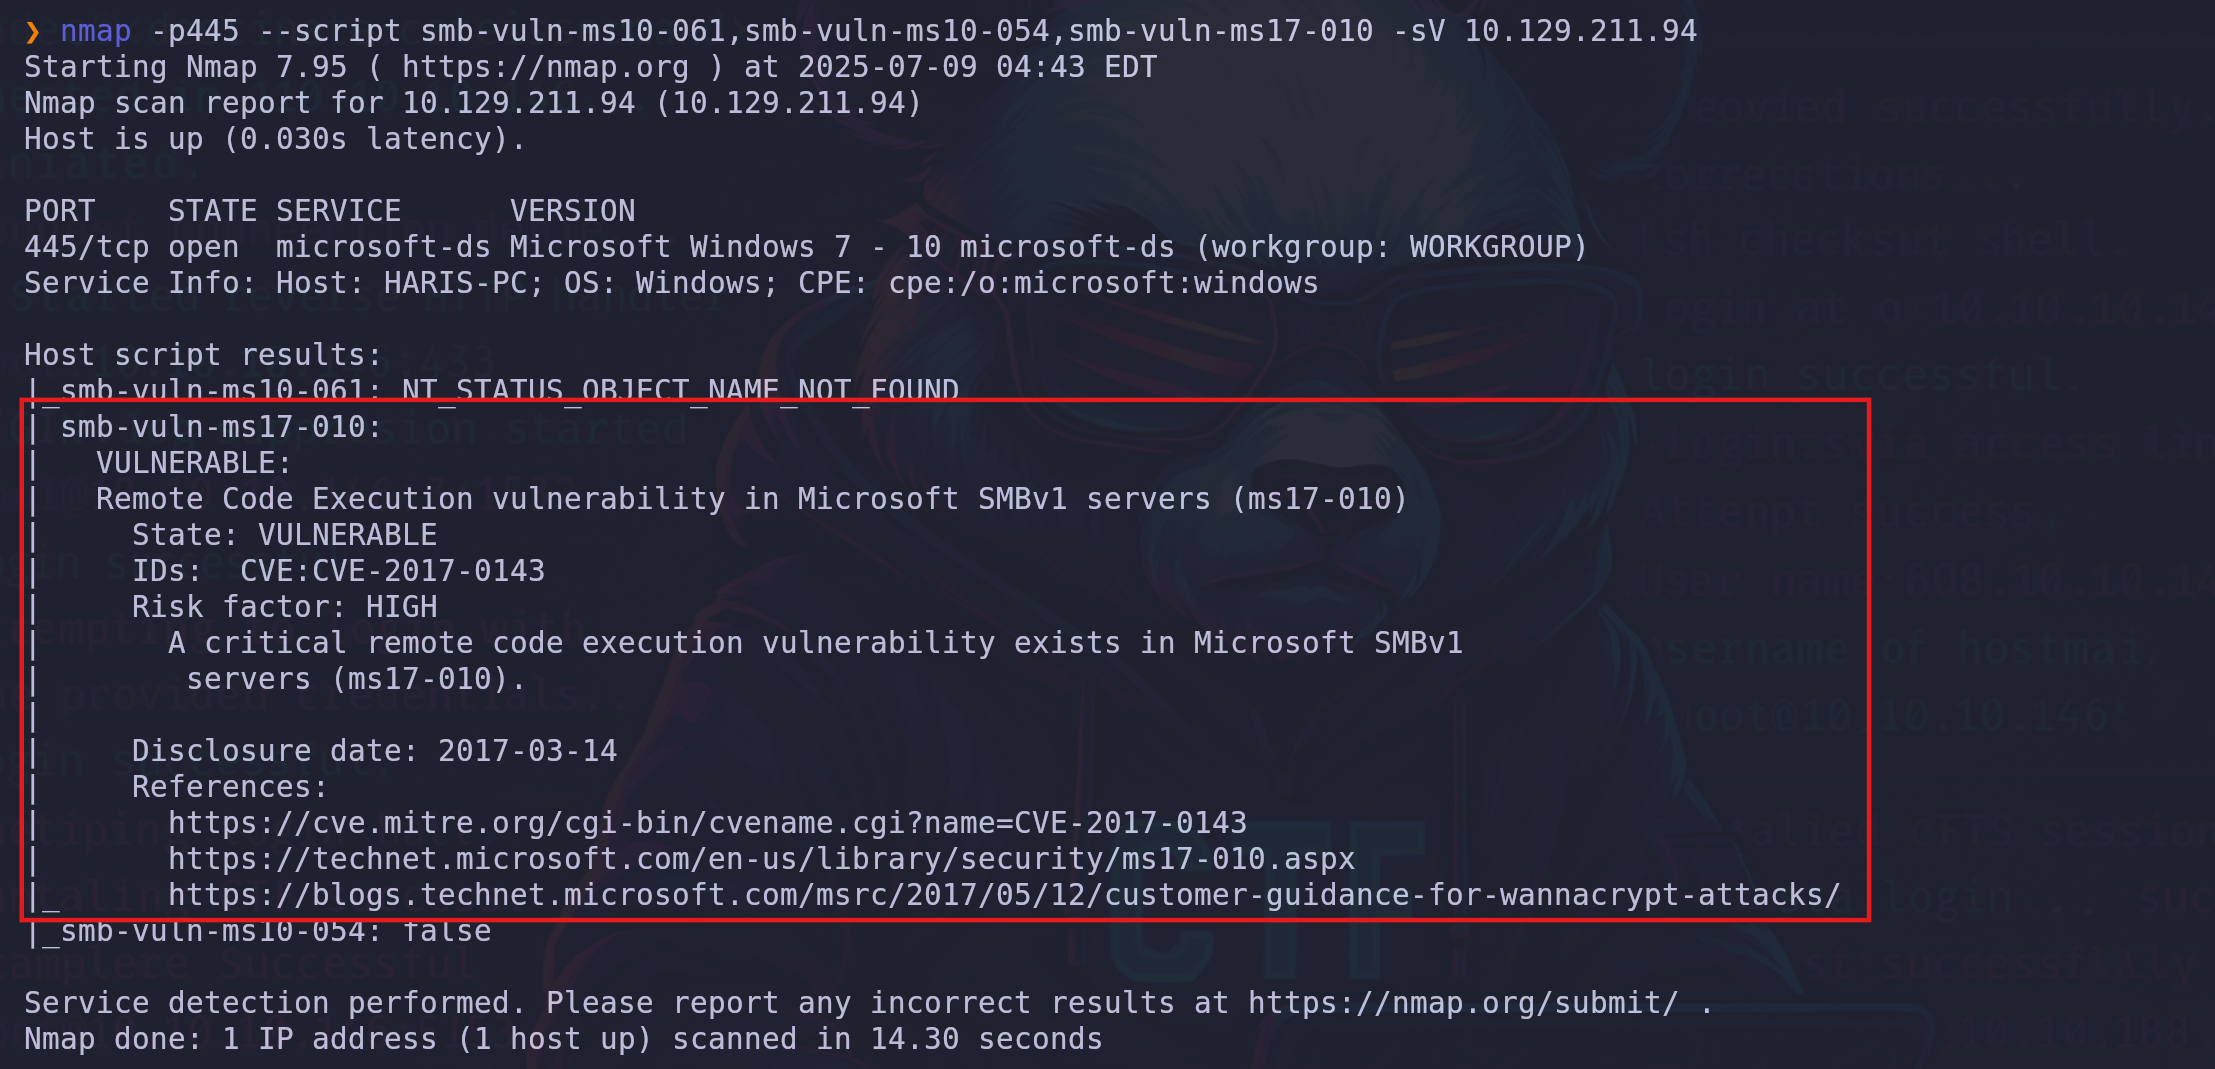 ❯ nmap -p445 --script smb-vuln-ms10-061,smb-vuln-ms10-054,smb-vuln-ms17-010 -sV 10.129.211.94
Starting Nmap 7.95 ( https://nmap.org ) at 2025-07-09 04:43 EDT
Nmap scan report for 10.129.211.94 (10.129.211.94)
Host is up (0.030s latency).
PORT    STATE SERVICE      VERSION
445/tcp open  microsoft-ds Microsoft Windows 7 - 10 microsoft-ds (workgroup: WORKGROUP)
Service Info: Host: HARIS-PC; OS: Windows; CPE: cpe:/o:microsoft:windows
Host script results:
|_smb-vuln-ms10-061: NT_STATUS_OBJECT_NAME_NOT_FOUND
| smb-vuln-ms17-010:
|   VULNERABLE:
|   Remote Code Execution vulnerability in Microsoft SMBv1 servers (ms17-010)
|     State: VULNERABLE
|     IDs:  CVE:CVE-2017-0143
|     Risk factor: HIGH
|       A critical remote code execution vulnerability exists in Microsoft SMBv1
|        servers (ms17-010).
|
|     Disclosure date: 2017-03-14
|     References:
|       https://cve.mitre.org/cgi-bin/cvename.cgi?name=CVE-2017-0143
|       https://technet.microsoft.com/en-us/library/security/ms17-010.aspx
|_      https://blogs.technet.microsoft.com/msrc/2017/05/12/customer-guidance-for-wannacrypt-attacks/
|_smb-vuln-ms10-054: false
Service detection performed. Please report any incorrect results at https://nmap.org/submit/ .
Nmap done: 1 IP address (1 host up) scanned in 14.30 seconds
CTF